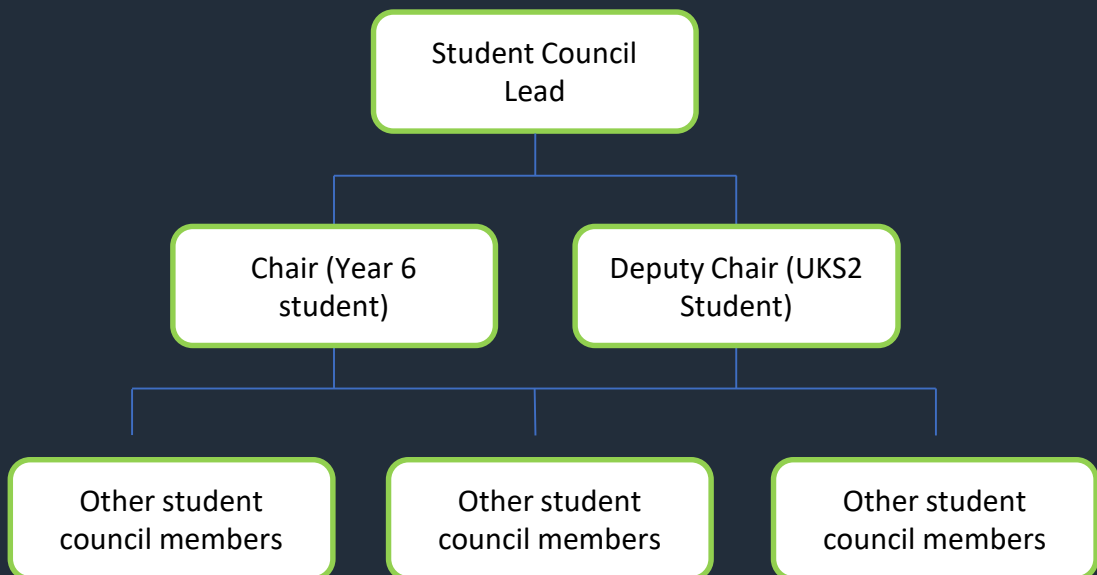 Student Council
Lead
Chair (Year 6
student)
Deputy Chair (UKS2
Student)
Other student
council members
Other student
council members
Other student
council members